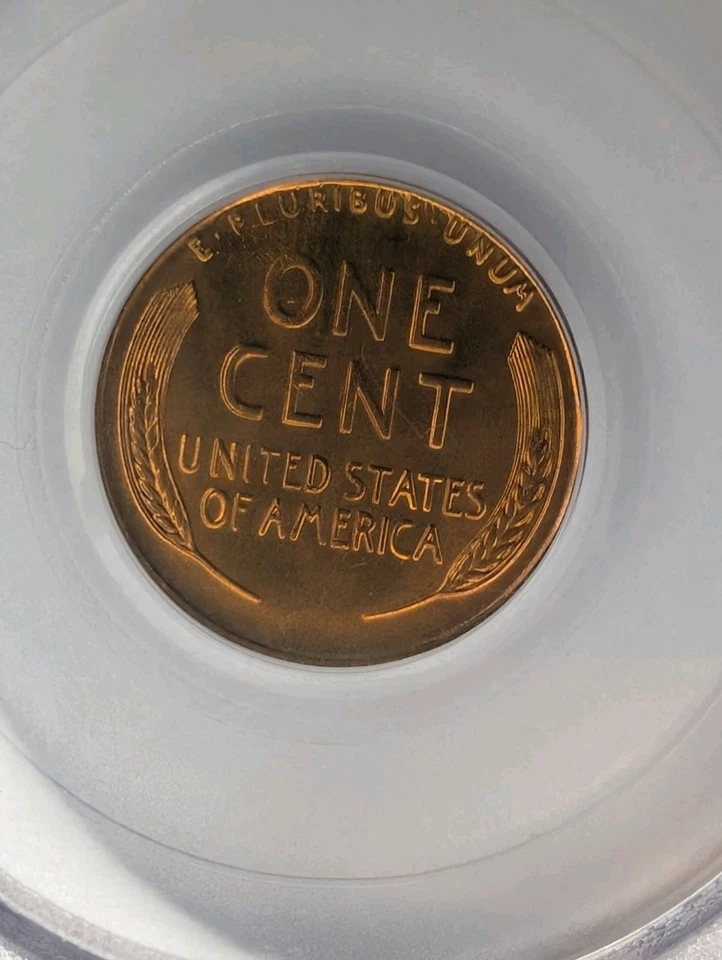 E·PLURIBUS·UNUM
ONE
CENT
UNITED STATES
OF AMERICA